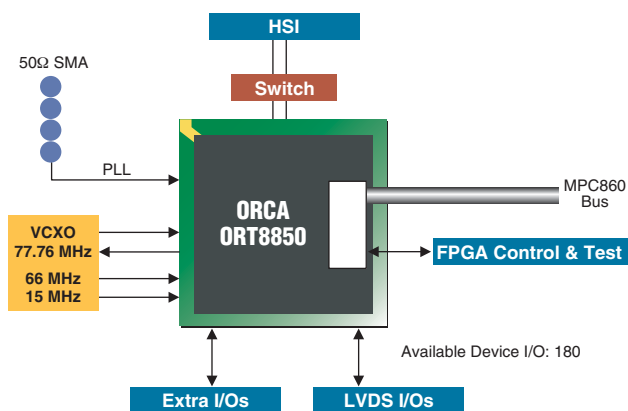 HSI
50Ω SMA
Switch
PLL
ORCA
ORT8850
MPC860
Bus
VCXO
77.76 MHz
66 MHz
15 MHz
FPGA Control & Test
Available Device I/O: 180
Extra I/Os
LVDS I/Os